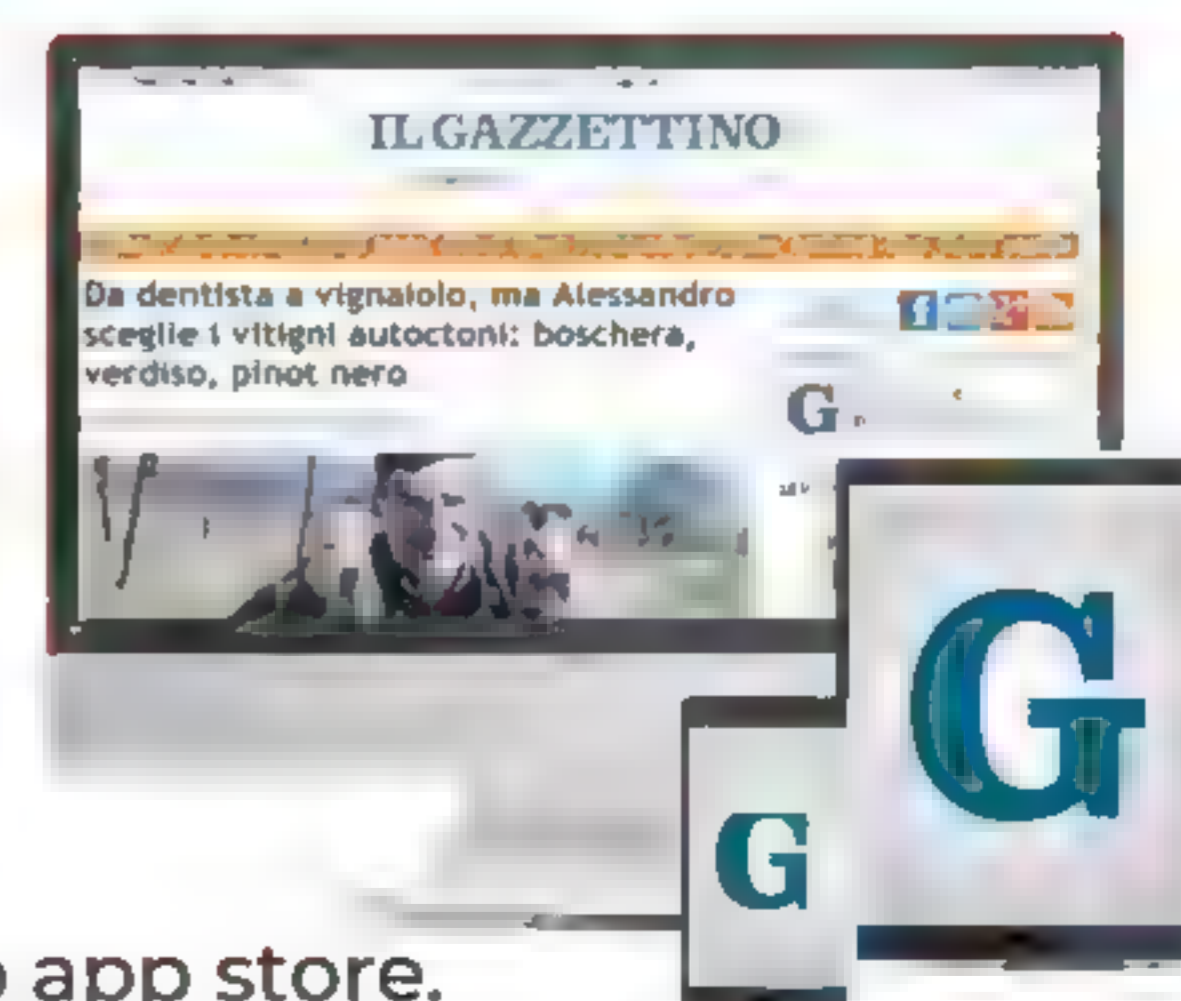 IL GAZZETTINO
Da dentista a vignaiolo, ma Alessandro
sceglie i vitigni autoctoni: boschera,
verdiso, pinot nero
f
G
G
G
app store.